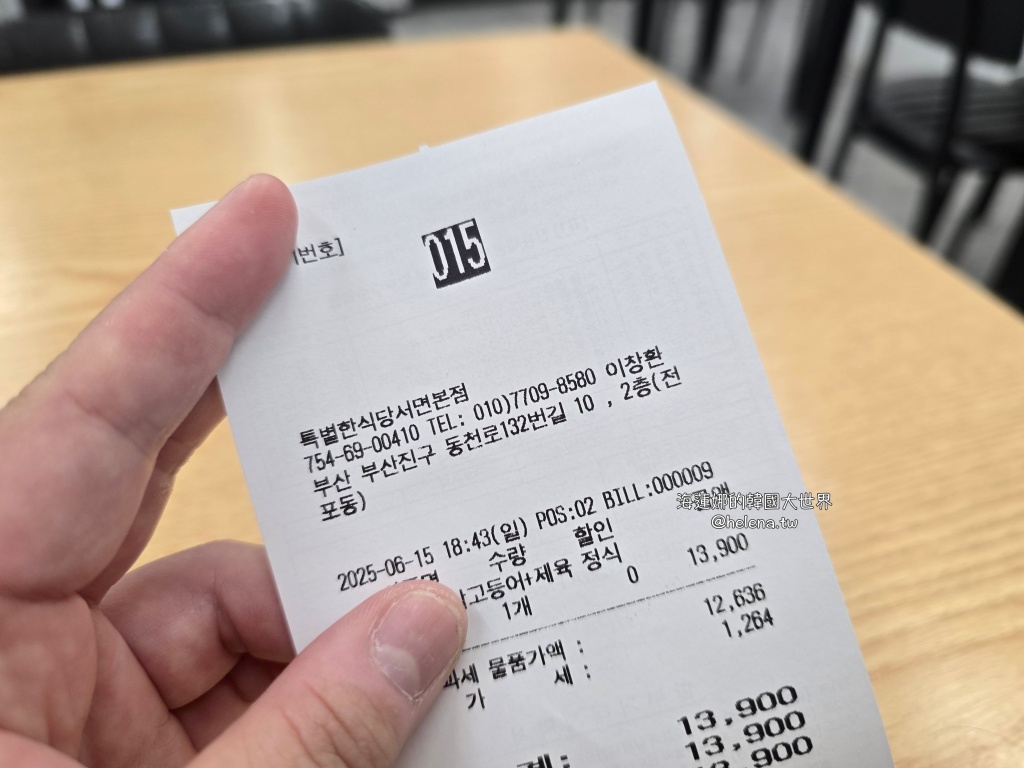 번호]
015
특별한식당서면본점
754-69-00410 TEL: 010)7709-8580 이창환
부산 부산진구 동천로132번길 10 , 2층(전
포동)
2025-06-15 18:43(일) POS:02 BILL:000009
수량 할인
고등어+제육 정식
1개 0 13,900
과세 물품가액 : 12,636
가 세 : 1,264
계: 13,900
13,900
13,900
海蓮娜的韓國大世界
@helena.tw